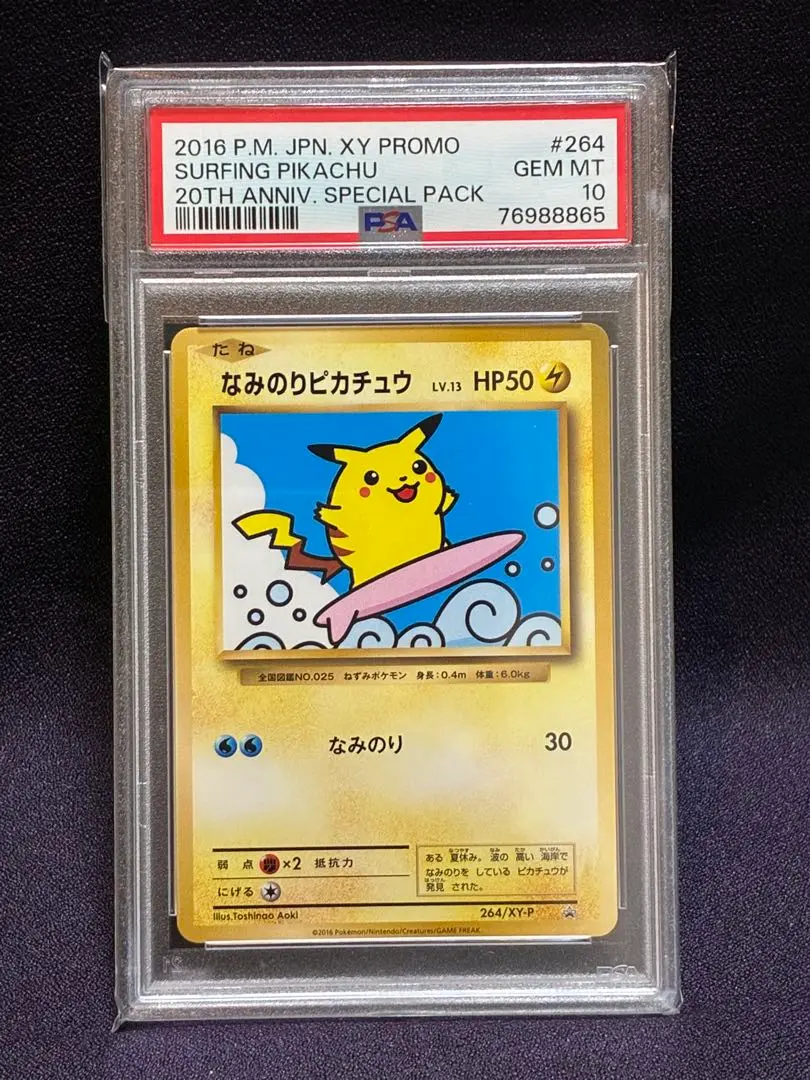 2016 P.M. JPN. XY PROMO #264
SURFING PIKACHU GEM MT
20TH ANNIV. SPECIAL PACK 10
PSA 76988865
たね
なみのりピカチュウ LV.13 HP50
全国図鑑NO.025 ねずみポケモン 身長:0.4m 体重:6.0kg
なみのり 30
弱点 ×2 抵抗力
にげる
ある 夏休み。波の 高い 海岸で
なみのりを している ピカチュウが
発見 された。
Illus.Toshinao Aoki
264/XY-P
©2016 Pokémon/Nintendo/Creatures/GAME FREAK
PSA